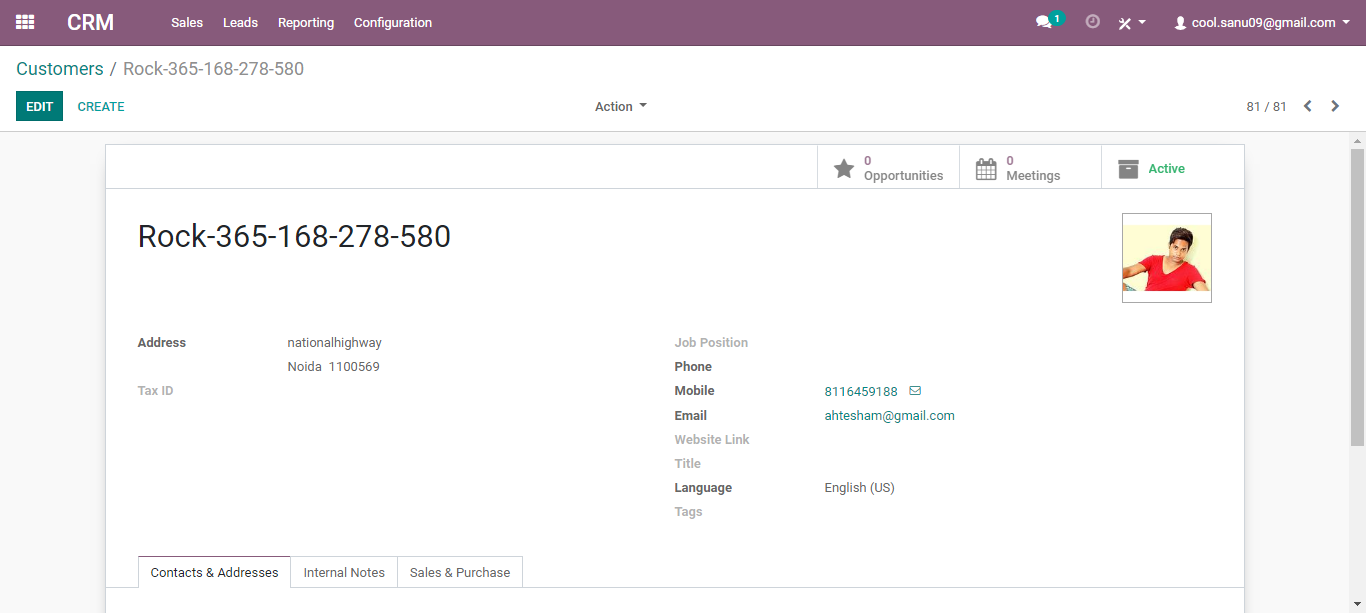 CRM Sales Leads Reporting Configuration 1 cool.sanu09@gmail.com
Customers / Rock-365-168-278-580
EDIT CREATE Action 81 / 81
0 Opportunities
0 Meetings
Active
Rock-365-168-278-580
Address nationalhighway
Noida 1100569
Tax ID
Job Position
Phone
Mobile 8116459188
Email ahtesham@gmail.com
Website Link
Title
Language English (US)
Tags
Contacts & Addresses Internal Notes Sales & Purchase